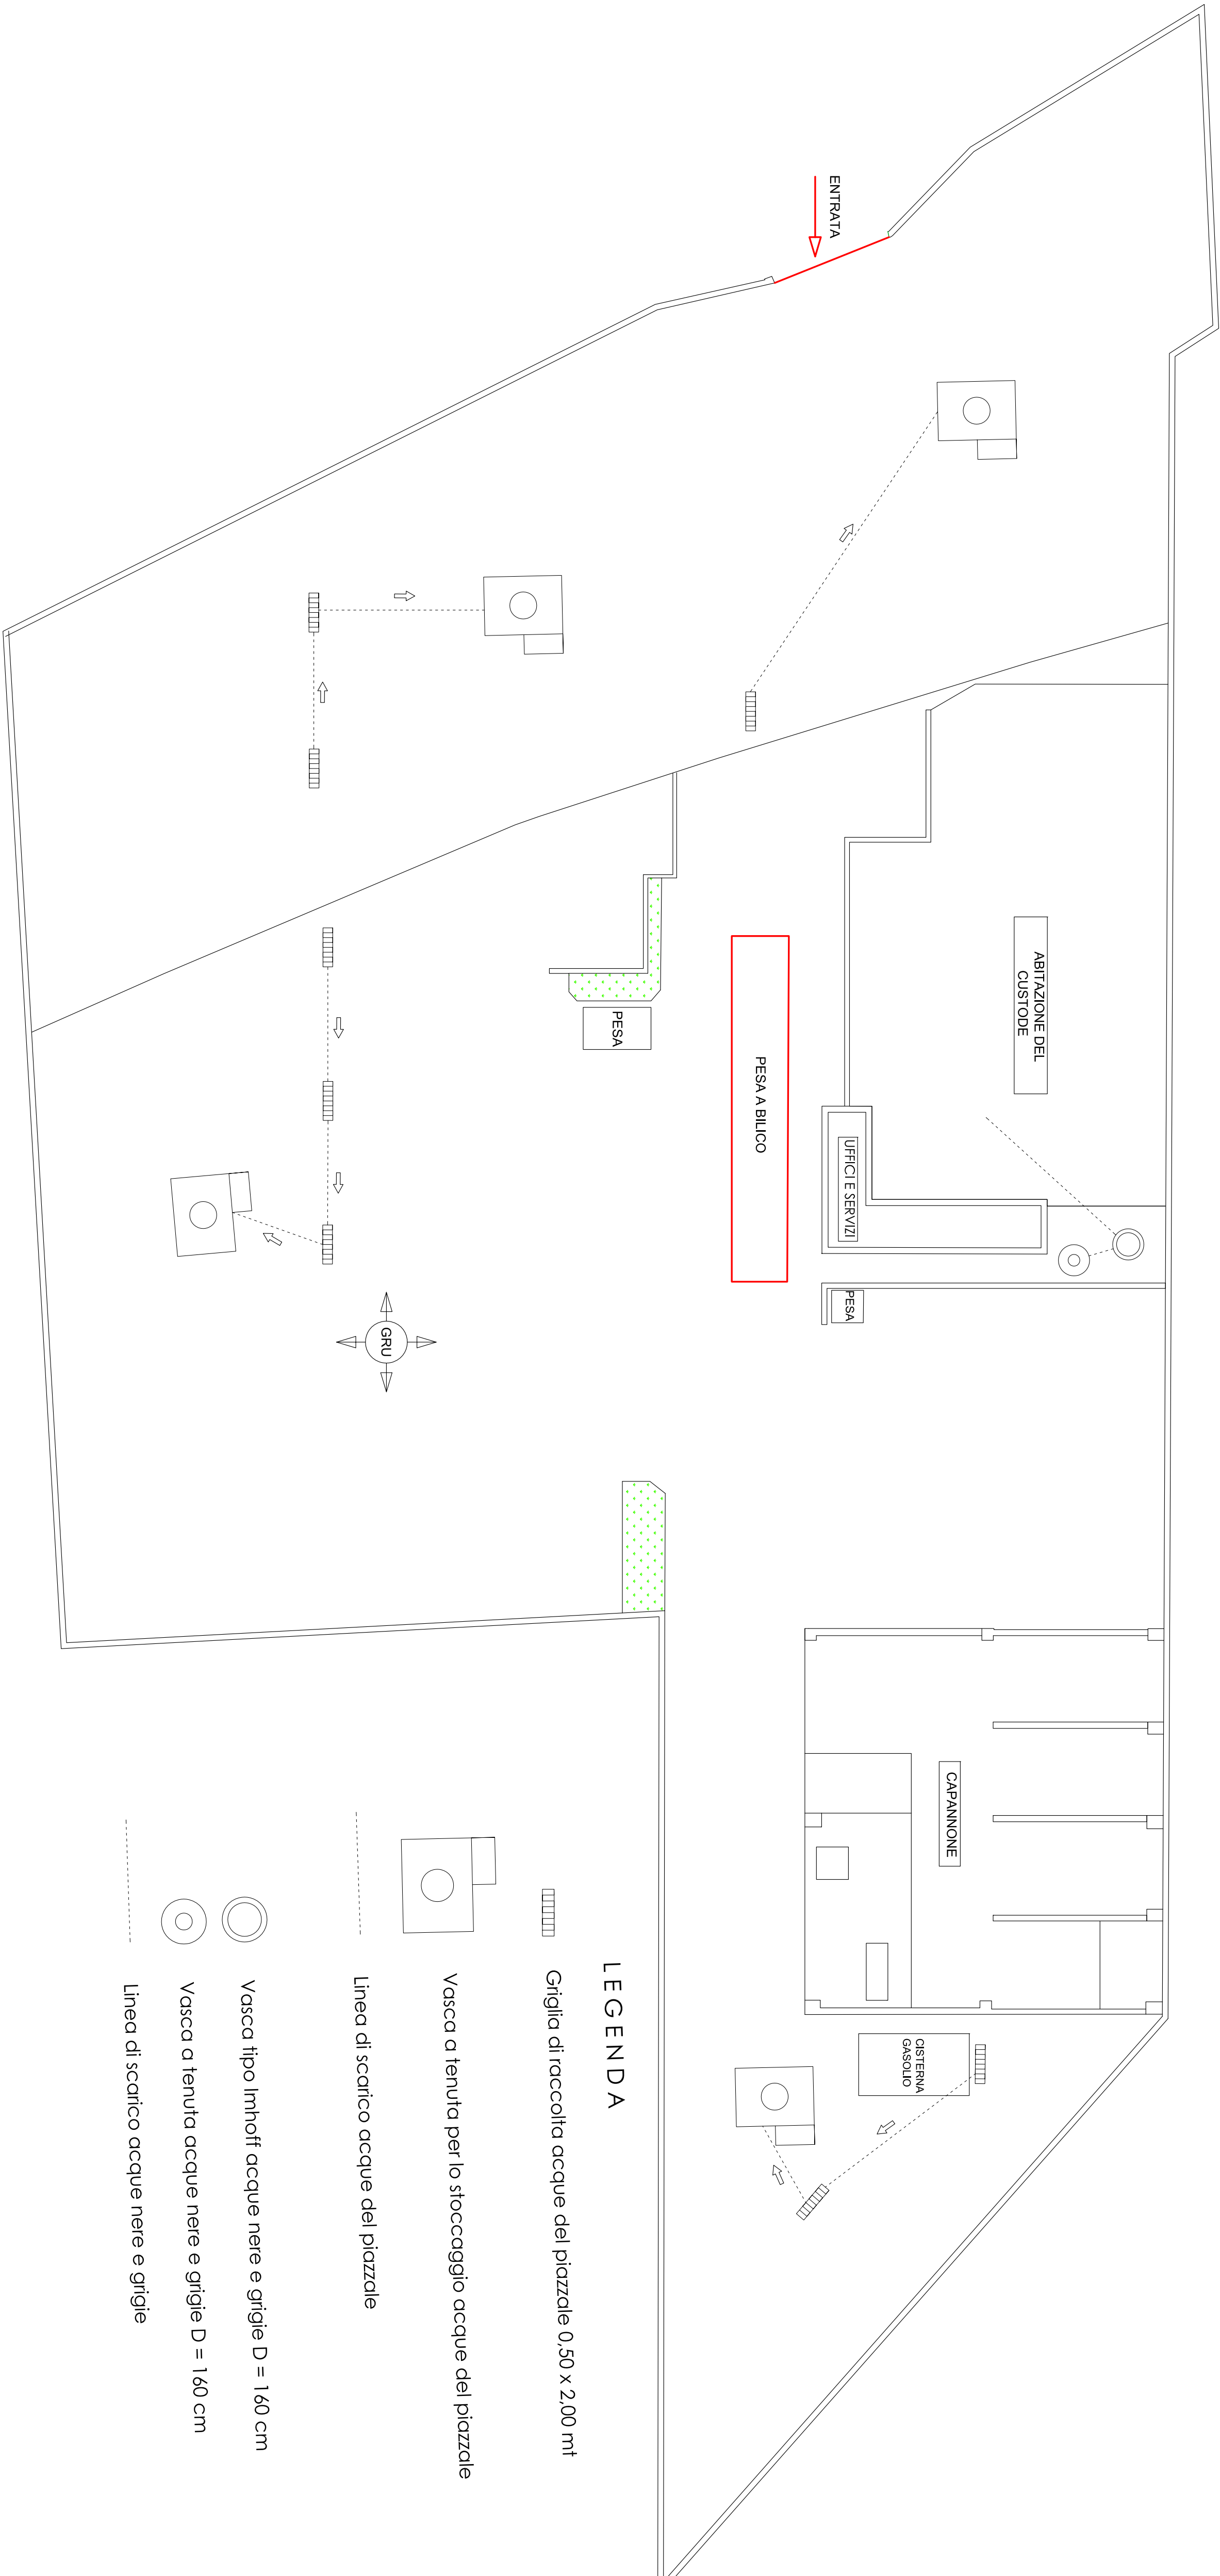 ENTRATA
ABITAZIONE DEL
CUSTODE
PESA
PESA A BILICO
UFFICI E SERVIZI
PESA
GRU
CAPANNONE
CISTERNA
GASOLIO
LEGENDA
Griglia di raccolta acque del piazzale 0,50 x 2,00 mt
Vasca a tenuta per lo stoccaggio acque del piazzale
Linea di scarico acque del piazzale
Vasca tipo Imhoff acque nere e grigie D = 160 cm
Vasca a tenuta acque nere e grigie D = 160 cm
Linea di scarico acque nere e grigie